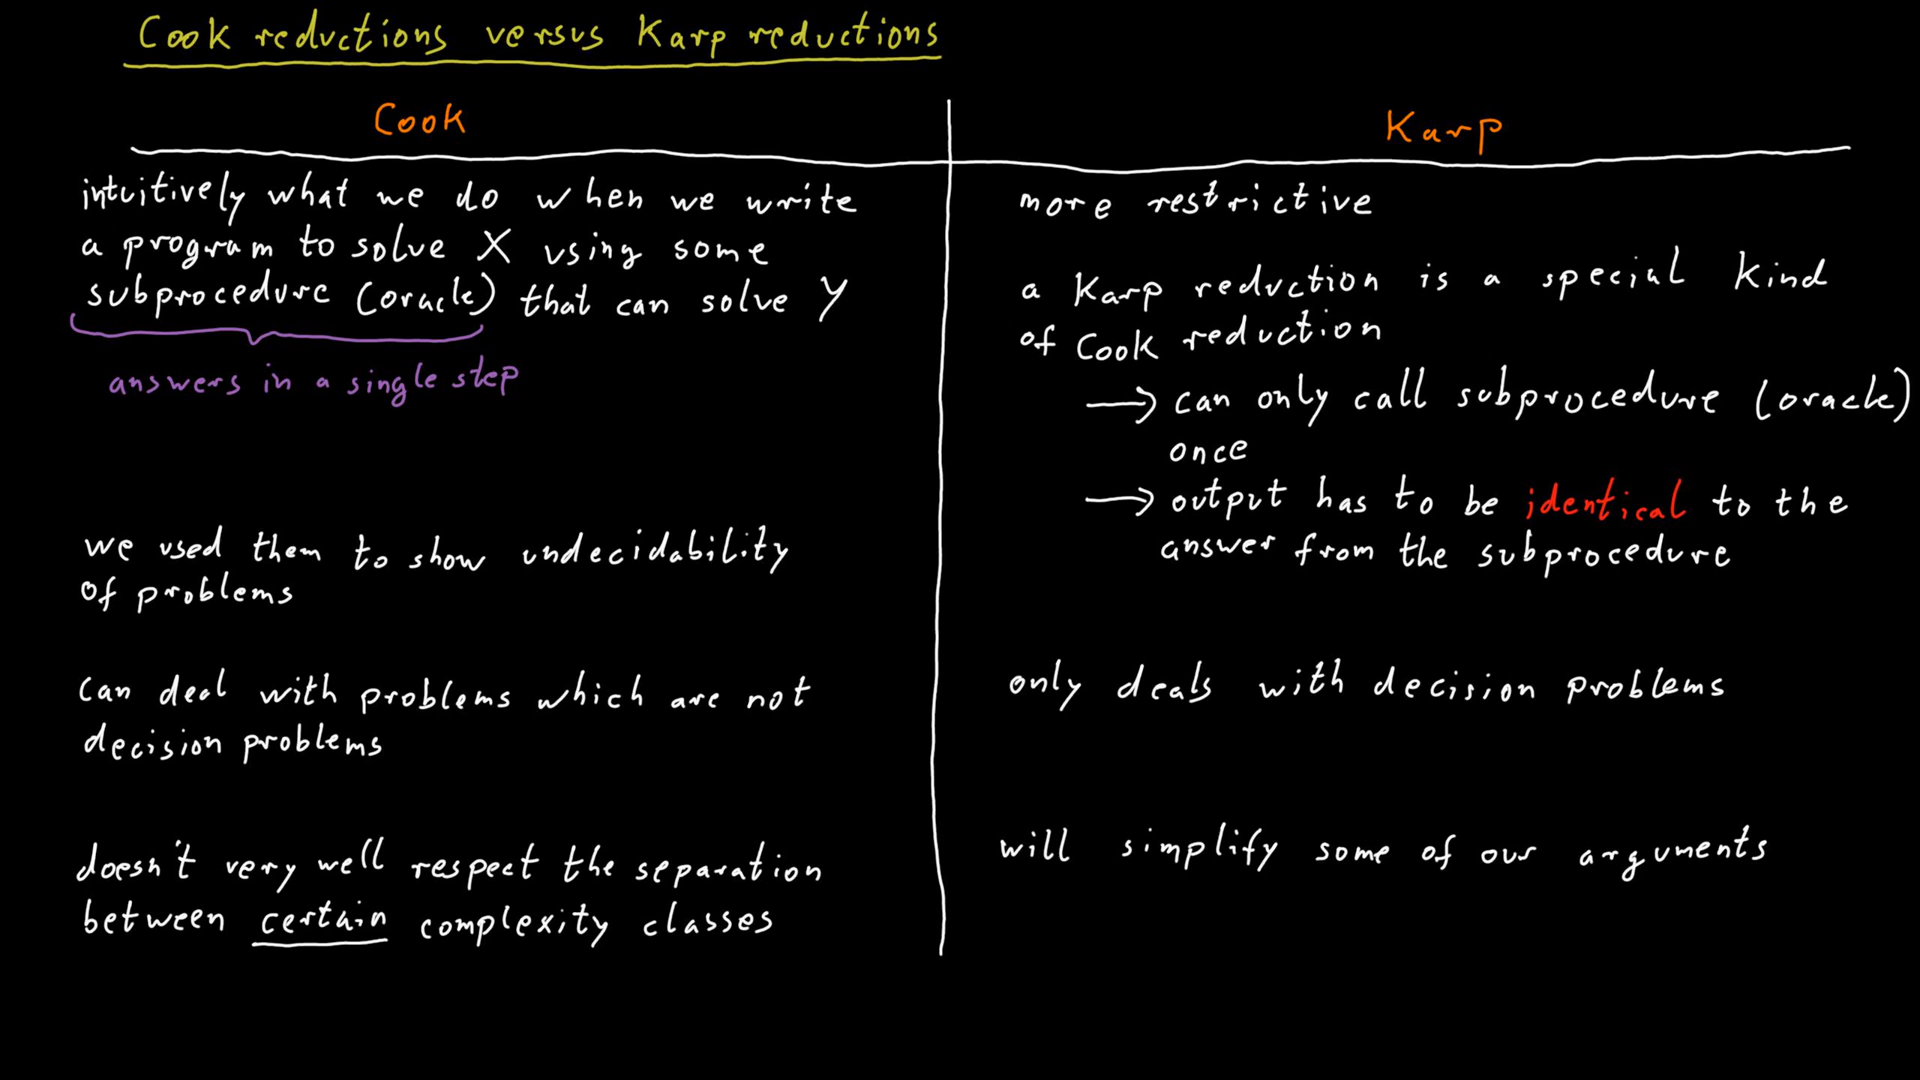 Cook reductions versus Karp reductions
Cook
intuitively what we do when we write
a program to solve X using some
subprocedure (oracle) that can solve Y
answers in a single step
we used them to show undecidability
of problems
can deal with problems which are not
decision problems
doesn't very well respect the separation
between certain complexity classes
Karp
more restrictive
a Karp reduction is a special kind
of Cook reduction
→ can only call subprocedure (oracle)
once
→ output has to be identical to the
answer from the subprocedure
only deals with decision problems
will simplify some of our arguments